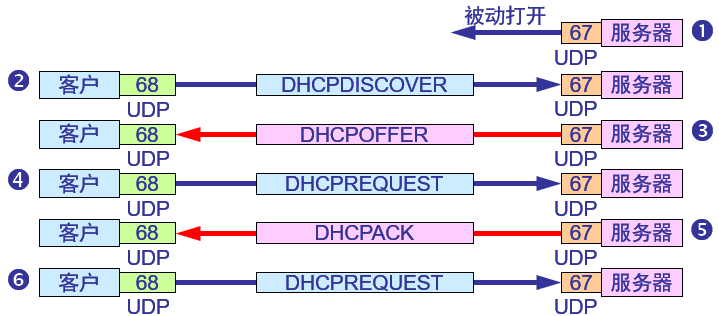 被动打开 67 服务器 ❶
UDP
❷ 客户 68 DHCPDISCOVER 67 服务器
UDP UDP
客户 68 DHCPOFFER 67 服务器 ❸
UDP UDP
❹ 客户 68 DHCPREQUEST 67 服务器
UDP UDP
客户 68 DHCPACK 67 服务器 ❺
UDP UDP
❻ 客户 68 DHCPREQUEST 67 服务器
UDP UDP